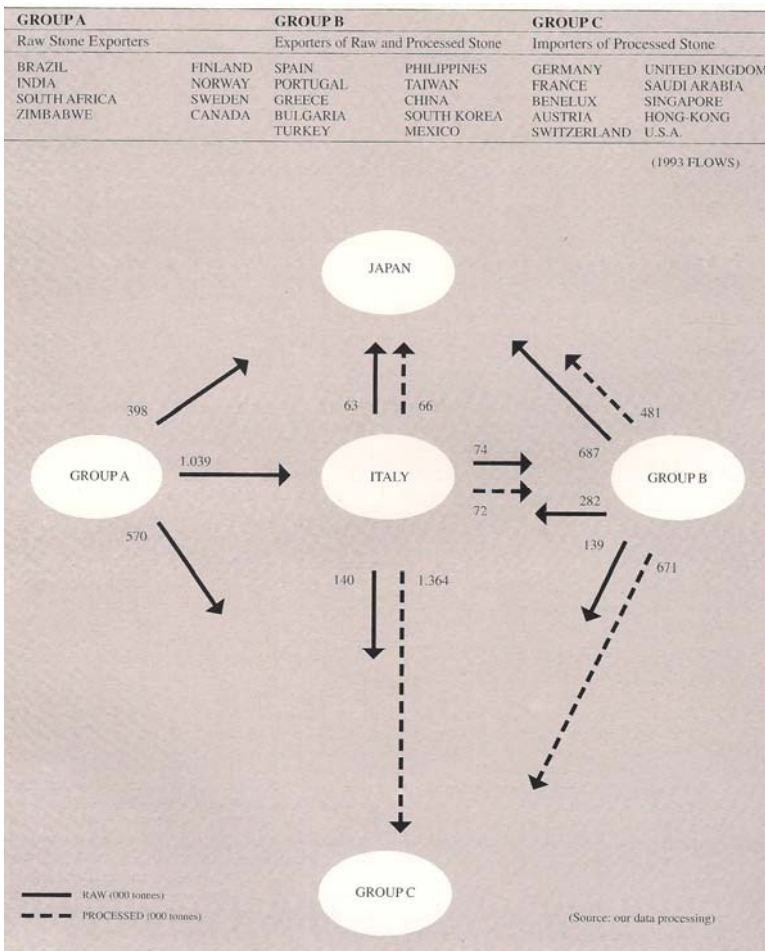 GROUP A GROUP B GROUP C
Raw Stone Exporters Exporters of Raw and Processed Stone Importers of Processed Stone
BRAZIL FINLAND SPAIN PHILIPPINES GERMANY UNITED KINGDOM
INDIA NORWAY PORTUGAL TAIWAN FRANCE SAUDI ARABIA
SOUTH AFRICA SWEDEN GREECE CHINA BENELUX SINGAPORE
ZIMBABWE CANADA BULGARIA SOUTH KOREA AUSTRIA HONG-KONG
TURKEY MEXICO SWITZERLAND U.S.A.
(1993 FLOWS)
JAPAN
398 63 66 481
1.039 74 687
GROUP A ITALY GROUP B
282
72
570 139
140 1.364 671
GROUP C
RAW (000 tonnes)
PROCESSED (000 tonnes) (Source: our data processing)